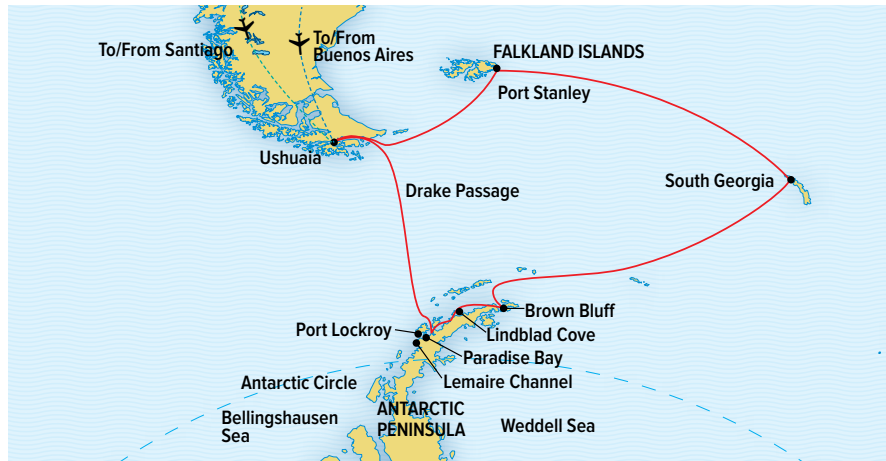 To/From Santiago
To/From
Buenos Aires
FALKLAND ISLANDS
Port Stanley
Ushuaia
South Georgia
Drake Passage
Brown Bluff
Port Lockroy
Lindblad Cove
Paradise Bay
Lemaire Channel
Antarctic Circle
ANTARCTIC
PENINSULA
Bellingshausen
Sea
Weddell Sea